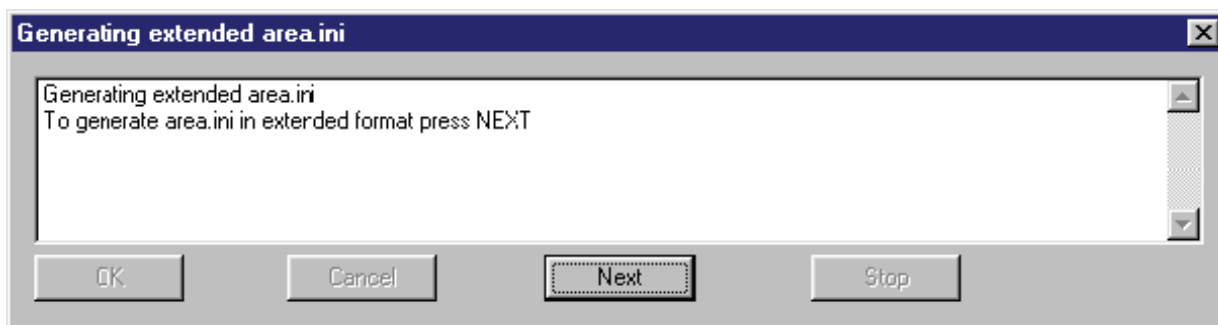 Generating extended area.ini
Generating extended area.ini
To generate area.ini in extended format press NEXT
OK
Cancel
Next
Stop